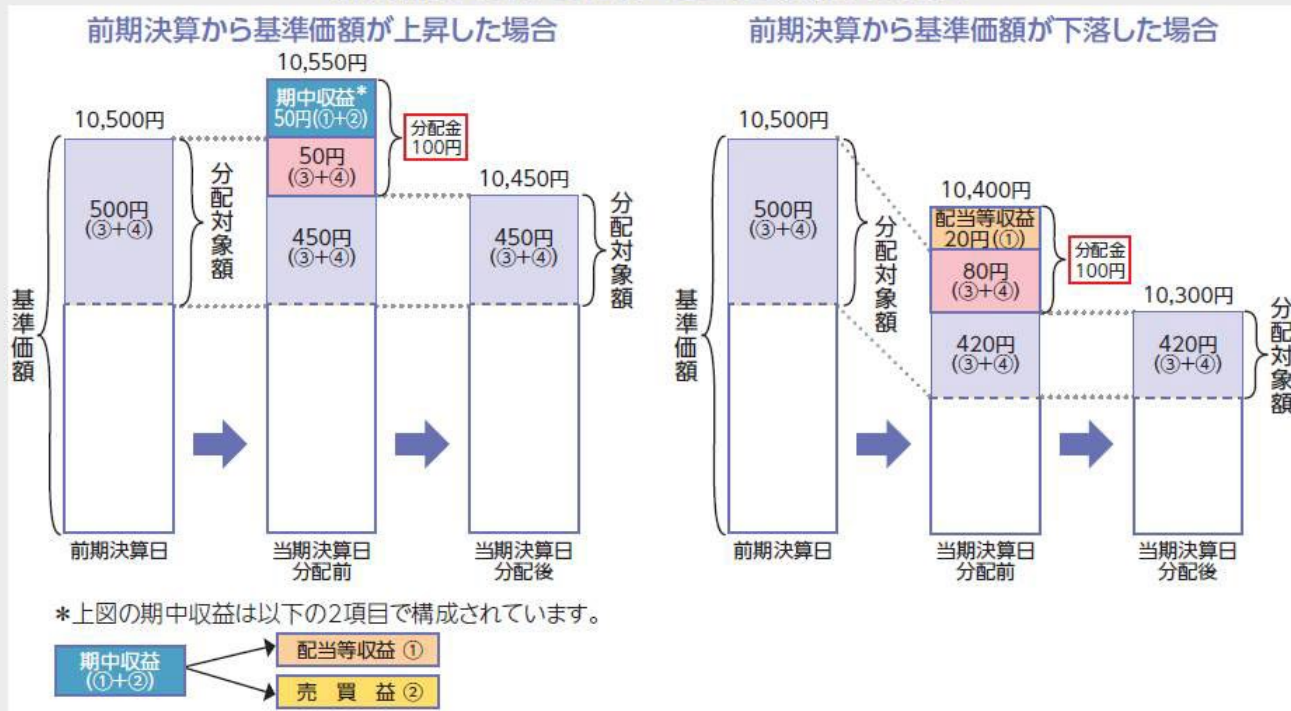 前期決算から基準価額が上昇した場合
10,500円
500円
(③+④)
分配対象額
基準価額
前期決算日
10,550円
期中収益*
50円(①+②)
50円
(③+④)
450円
(③+④)
分配金
100円
当期決算日
分配前
10,450円
450円
(③+④)
分配対象額
当期決算日
分配後
前期決算から基準価額が下落した場合
10,500円
500円
(③+④)
分配対象額
基準価額
前期決算日
10,400円
配当等収益
20円(①)
80円
(③+④)
420円
(③+④)
分配金
100円
当期決算日
分配前
10,300円
420円
(③+④)
分配対象額
当期決算日
分配後
*上図の期中収益は以下の2項目で構成されています。
期中収益
(①+②)
配当等収益 ①
売 買 益 ②